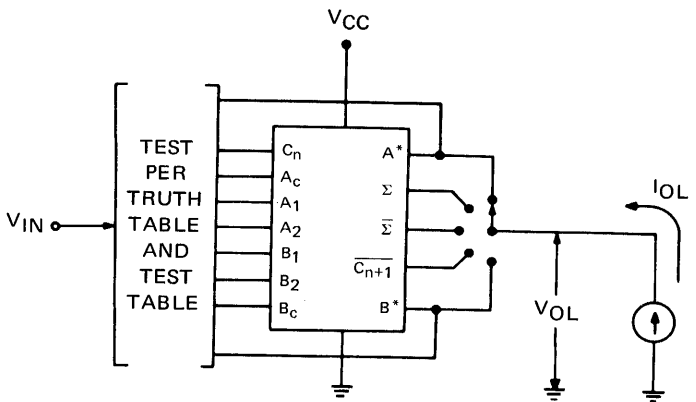 VCC
TEST
PER
TRUTH
TABLE
AND
TEST
TABLE
VIN
Cn
Ac
A1
A2
B1
B2
Bc
A*
Σ
Σ̅
C̅n̅+̅1̅
B*
IOL
VOL